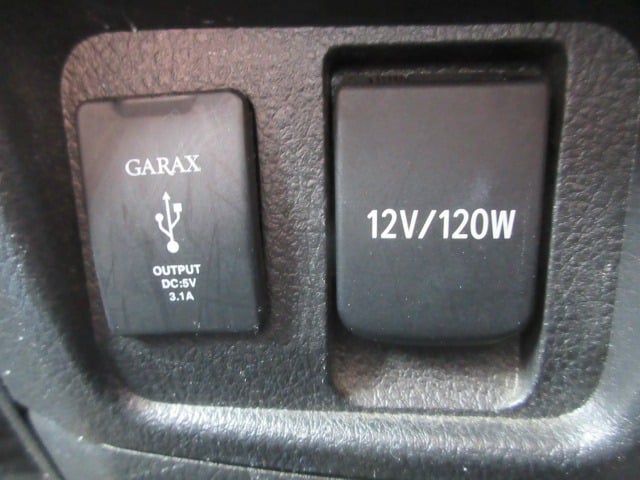 GARAX
OUTPUT
DC:5V
3.1A
12V/120W